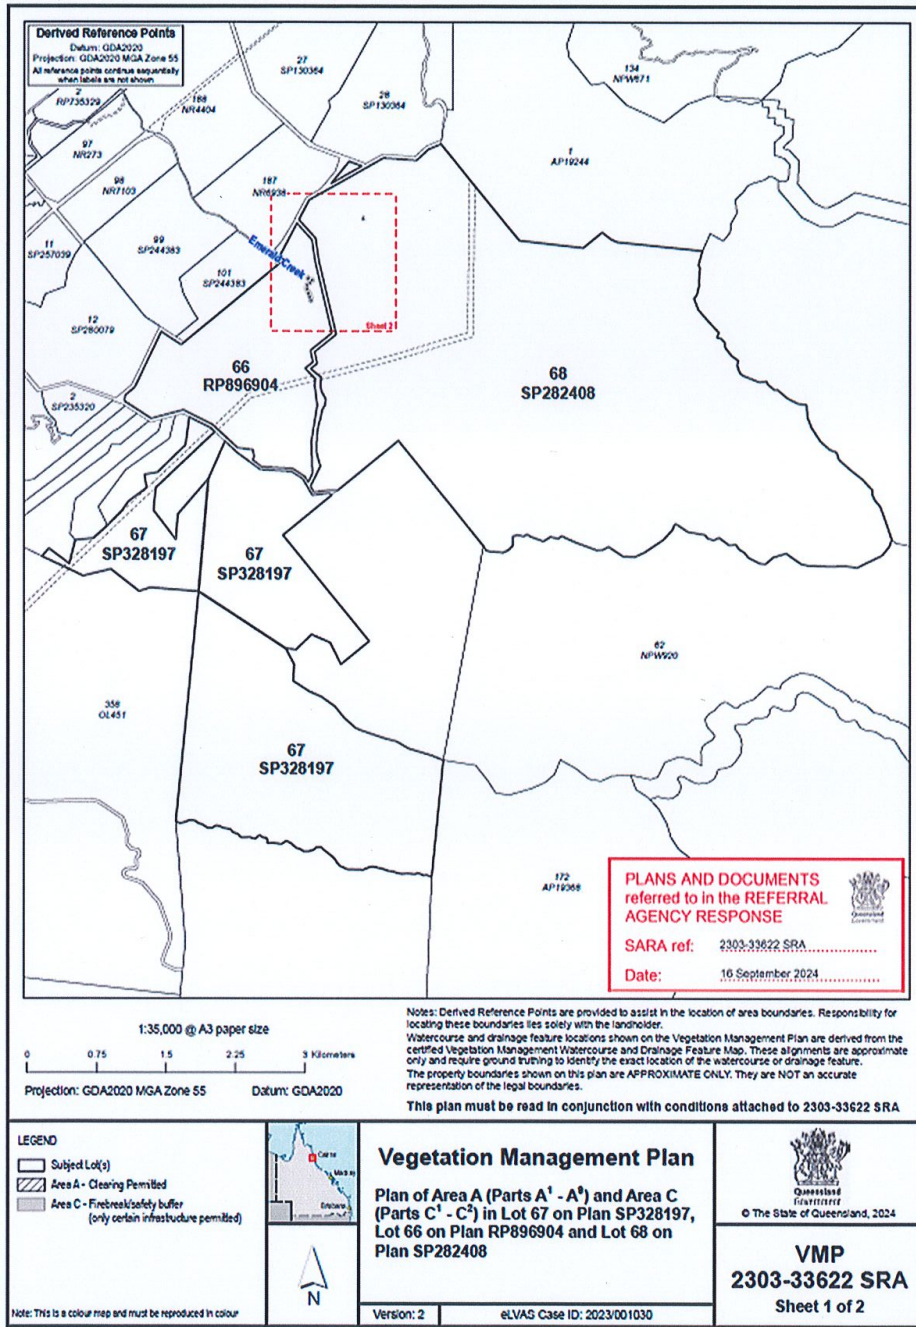 Derived Reference Points
Datum: GDA2020
Projection: GDA2020 MGA Zone 55
All reference points continue sequentially
when labels are not shown
2
RP735329
188
NR4404
27
SP130364
28
SP130364
134
NPW671
97
NR273
98
NR7103
187
NR6938
1
AP19244
11
SP257039
99
SP244383
101
SP244383
Emerald Creek
12
SP280079
Sheet 2
66
RP896904
68
SP282408
2
SP235320
67
SP328197
67
SP328197
62
NPW920
358
OL451
67
SP328197
172
AP19368
PLANS AND DOCUMENTS
referred to in the REFERRAL
AGENCY RESPONSE
Queensland
Government
SARA ref: 2303-33622 SRA
Date: 16 September 2024
1:35,000 @ A3 paper size
0 0.75 1.5 2.25 3 Kilometers
Projection: GDA2020 MGA Zone 55 Datum: GDA2020
Notes: Derived Reference Points are provided to assist in the location of area boundaries. Responsibility for
locating these boundaries lies solely with the landholder.
Watercourse and drainage feature locations shown on the Vegetation Management Plan are derived from the
certified Vegetation Management Watercourse and Drainage Feature Map. These alignments are approximate
only and require ground truthing to identify the exact location of the watercourse or drainage feature.
The property boundaries shown on this plan are APPROXIMATE ONLY. They are NOT an accurate
representation of the legal boundaries.
This plan must be read in conjunction with conditions attached to 2303-33622 SRA
LEGEND
Subject Lot(s)
Area A - Clearing Permitted
Area C - Firebreak/safety buffer
(only certain infrastructure permitted)
Note: This is a colour map and must be reproduced in colour
Cairns
Mackay
Brisbane
N
Vegetation Management Plan
Plan of Area A (Parts A¹ - A⁹) and Area C
(Parts C¹ - C²) in Lot 67 on Plan SP328197,
Lot 66 on Plan RP896904 and Lot 68 on
Plan SP282408
Version: 2
eLVAS Case ID: 2023/001030
Queensland
Government
© The State of Queensland, 2024
VMP
2303-33622 SRA
Sheet 1 of 2